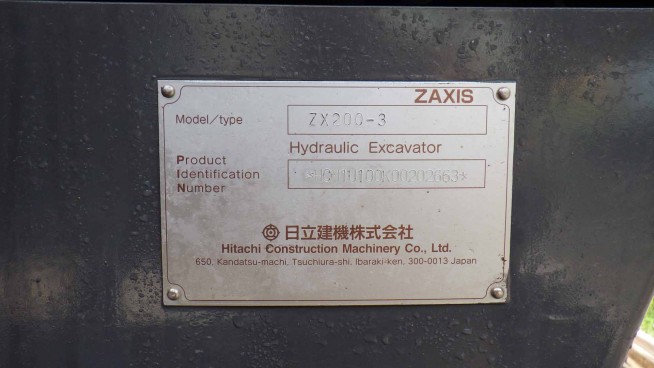 ZAXIS
Model/type ZX200-3
Hydraulic Excavator
Product
Identification
Number
日立建機株式会社
Hitachi Construction Machinery Co., Ltd.
650, Kandatsu-machi, Tsuchiura-shi, Ibaraki-ken, 300-0013 Japan